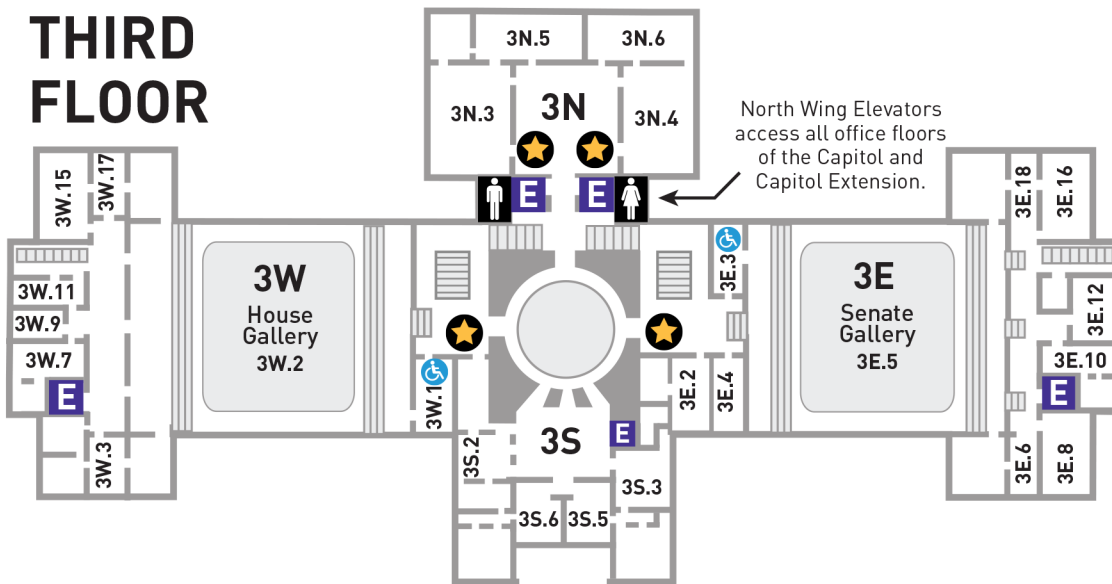 THIRD
FLOOR
3N.5
3N.6
3N.3
3N
3N.4
North Wing Elevators
access all office floors
of the Capitol and
Capitol Extension.
E
E
3W.15
3W.17
3E.18
3E.16
3W.11
3W.9
3W.7
E
3W.3
3W
House
Gallery
3W.2
3W.1
3E.3
3E
Senate
Gallery
3E.5
3E.12
3E.10
E
3E.2
3E.4
3E.6
3E.8
3S
E
3S.2
3S.3
3S.6
3S.5